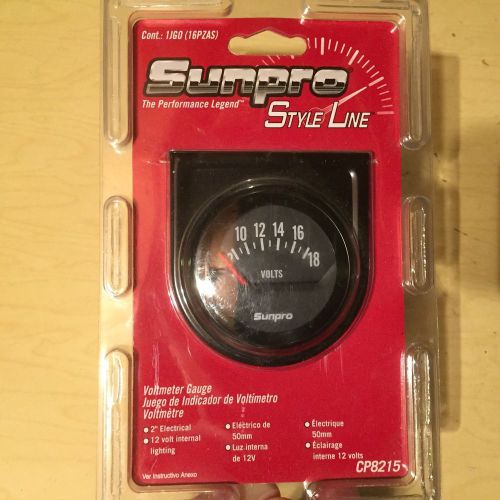 Cont.: 1JGO (16PZAS)
Sunpro
The Performance Legend™
STYLE LINE
10 12 14 16 18
VOLTS
Sunpro
Voltmeter Gauge
Juego de Indicador de Voltímetro
Voltmètre
• 2" Electrical
• 12 volt internal
lighting
• Eléctrico de
50mm
• Luz interna
de 12V
• Électrique
50mm
• Éclairage
interne 12 volts
Ver Instructivo Anexo
CP8215